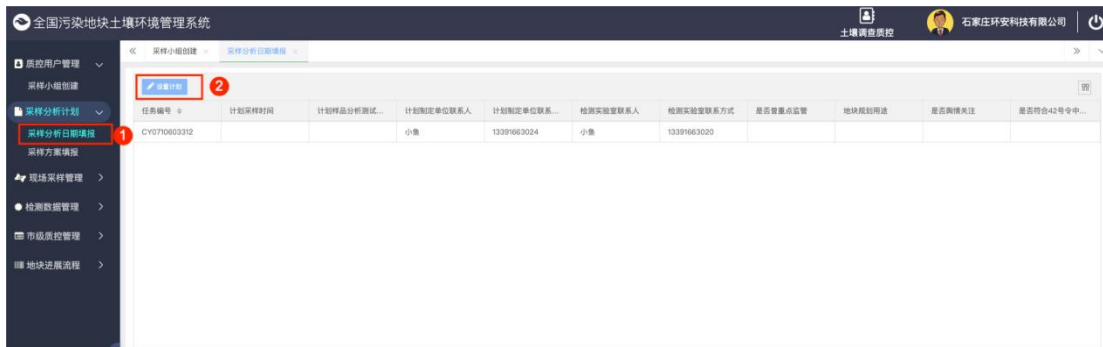 全国污染地块土壤环境管理系统
土壤调查质控
石家庄环安科技有限公司
质控用户管理
采样小组创建
采样分析计划
采样分析日期填报
采样方案填报
现场采样管理
检测数据管理
市级质控管理
地块进展流程
采样小组创建 采样分析日期填报
1
设置计划 2
任务编号 计划采样时间 计划样品分析测试... 计划制定单位联系人 计划制定单位联系... 检测实验室联系人 检测实验室联系方式 是否曾重点监管 地块规划用途 是否舆情关注 是否符合42号令中...
CY0710603312 小鱼 13391663024 小鱼 13391663020